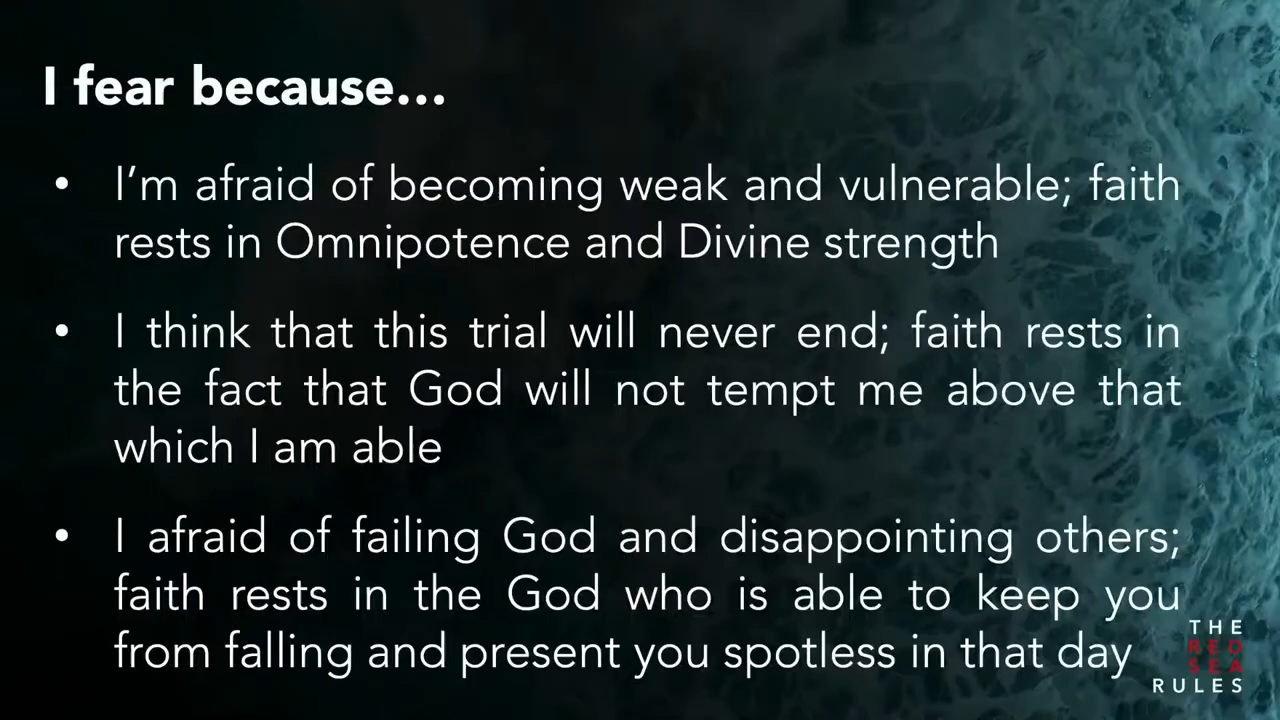 I fear because...
• I'm afraid of becoming weak and vulnerable; faith
rests in Omnipotence and Divine strength
• I think that this trial will never end; faith rests in
the fact that God will not tempt me above that
which I am able
• I afraid of failing God and disappointing others;
faith rests in the God who is able to keep you
from falling and present you spotless in that day
THE
RED
SEA
RULES